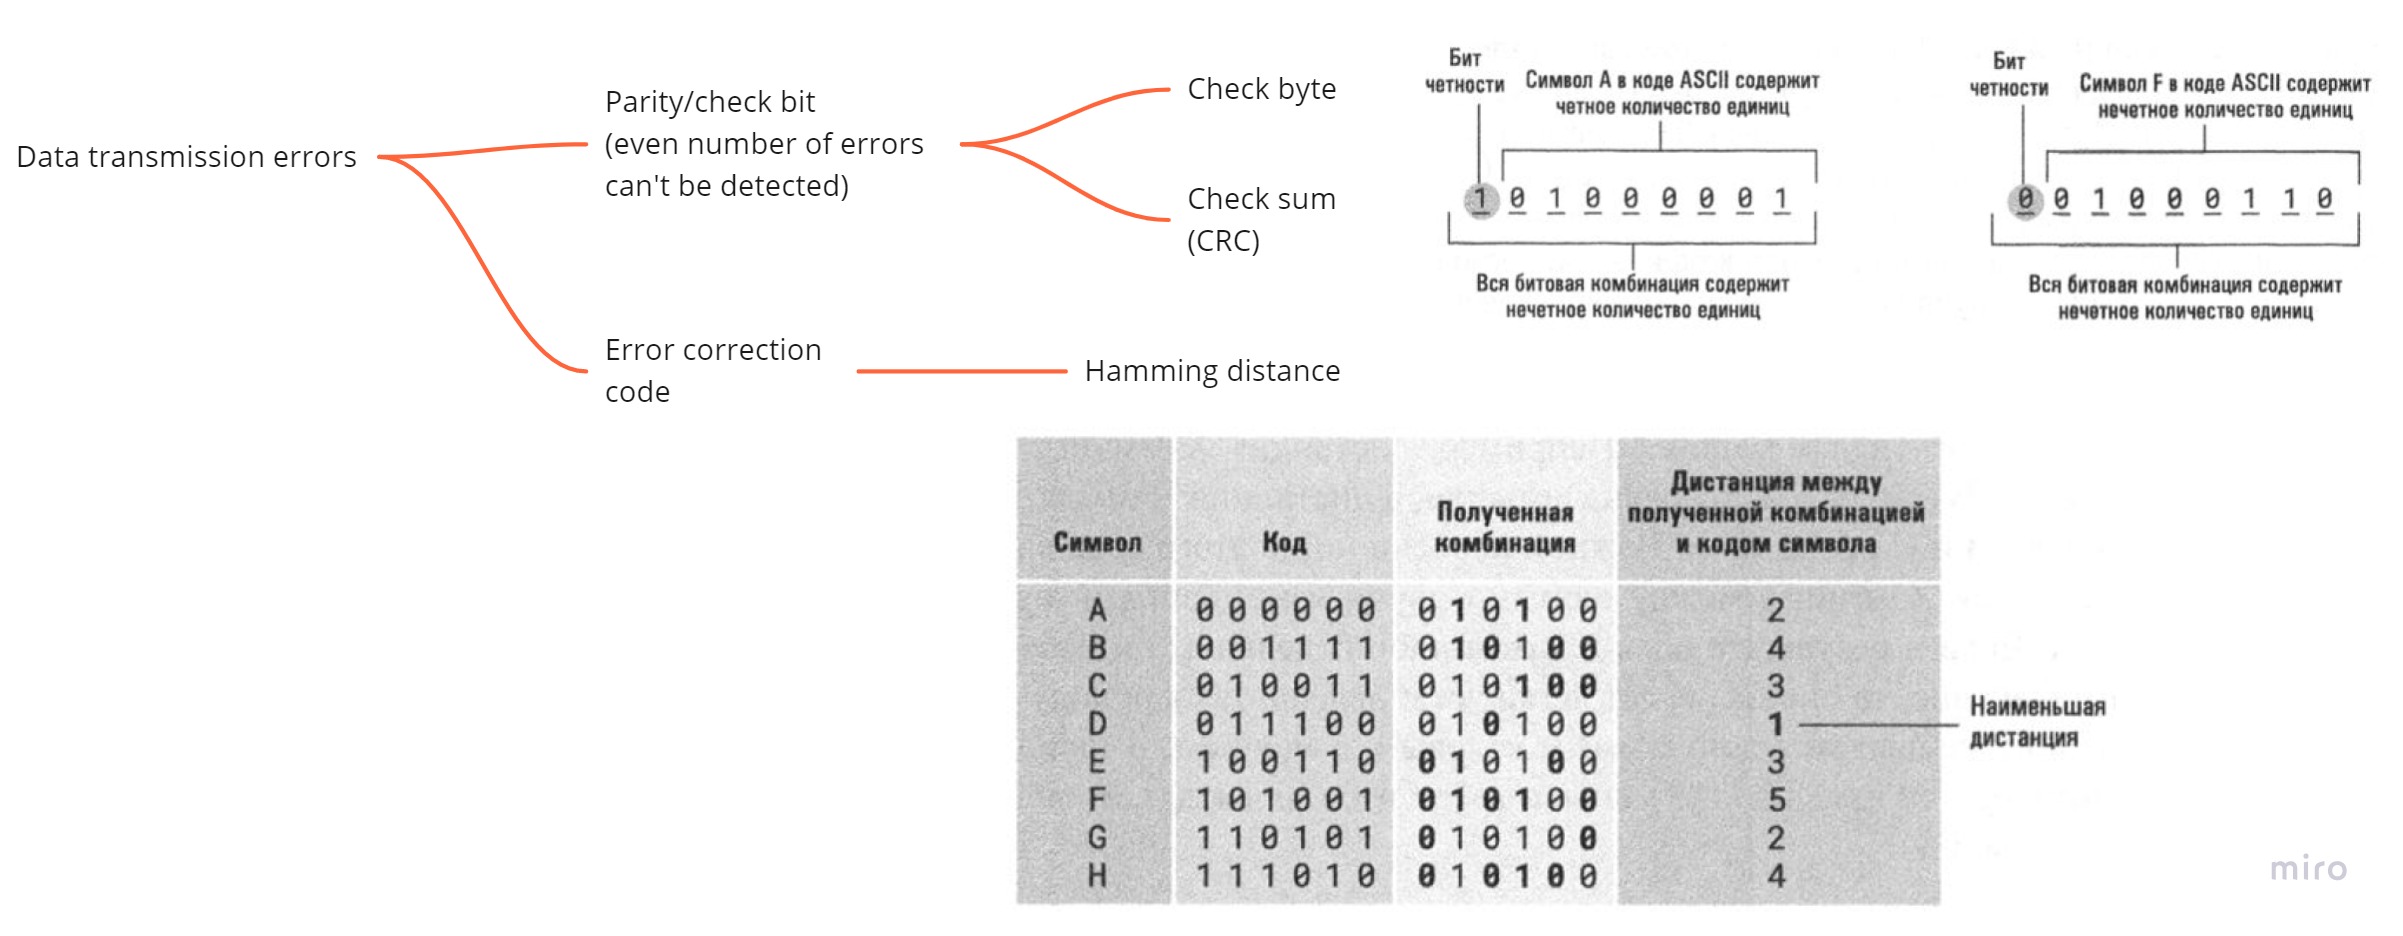 Data transmission errors
Parity/check bit
(even number of errors
can't be detected)
Check byte
Check sum
(CRC)
Error correction
code
Hamming distance
Бит
четности
Символ A в коде ASCII содержит
четное количество единиц
1 0 1 0 0 0 0 0 1
Вся битовая комбинация содержит
нечетное количество единиц
Бит
четности
Символ F в коде ASCII содержит
нечетное количество единиц
0 0 1 0 0 0 1 1 0
Вся битовая комбинация содержит
нечетное количество единиц
Символ
Код
Полученная
комбинация
Дистанция между
полученной комбинацией
и кодом символа
A 0 0 0 0 0 0 0 1 0 1 0 0 2
B 0 0 1 1 1 1 0 1 0 1 0 0 4
C 0 1 0 0 1 1 0 1 0 1 0 0 3
D 0 1 1 1 0 0 0 1 0 1 0 0 1
E 1 0 0 1 1 0 0 1 0 1 0 0 3
F 1 0 1 0 0 1 0 1 0 1 0 0 5
G 1 1 0 1 0 1 0 1 0 1 0 0 2
H 1 1 1 0 1 0 0 1 0 1 0 0 4
Наименьшая
дистанция
miro